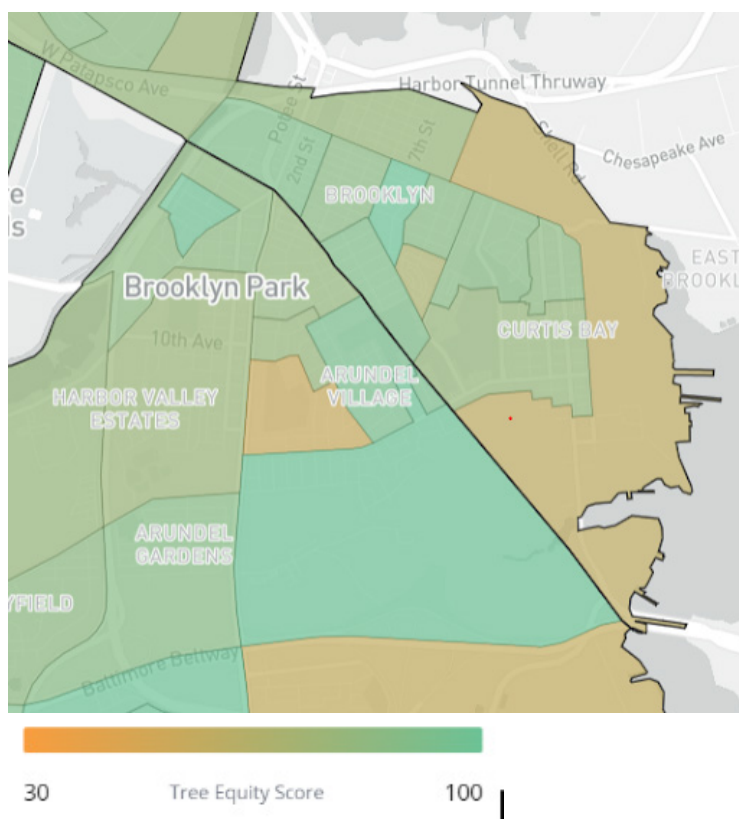 W Patapsco Ave
Potee St
Harbor Tunnel Thruway
2nd St
7th St
Shell Rd
Chesapeake Ave
BROOKLYN
e
ls
EAST
BROOKL
Brooklyn Park
10th Ave
CURTIS BAY
ARUNDEL
VILLAGE
HARBOR VALLEY
ESTATES
ARUNDEL
GARDENS
YFIELD
Baltimore Beltway
30
Tree Equity Score
100